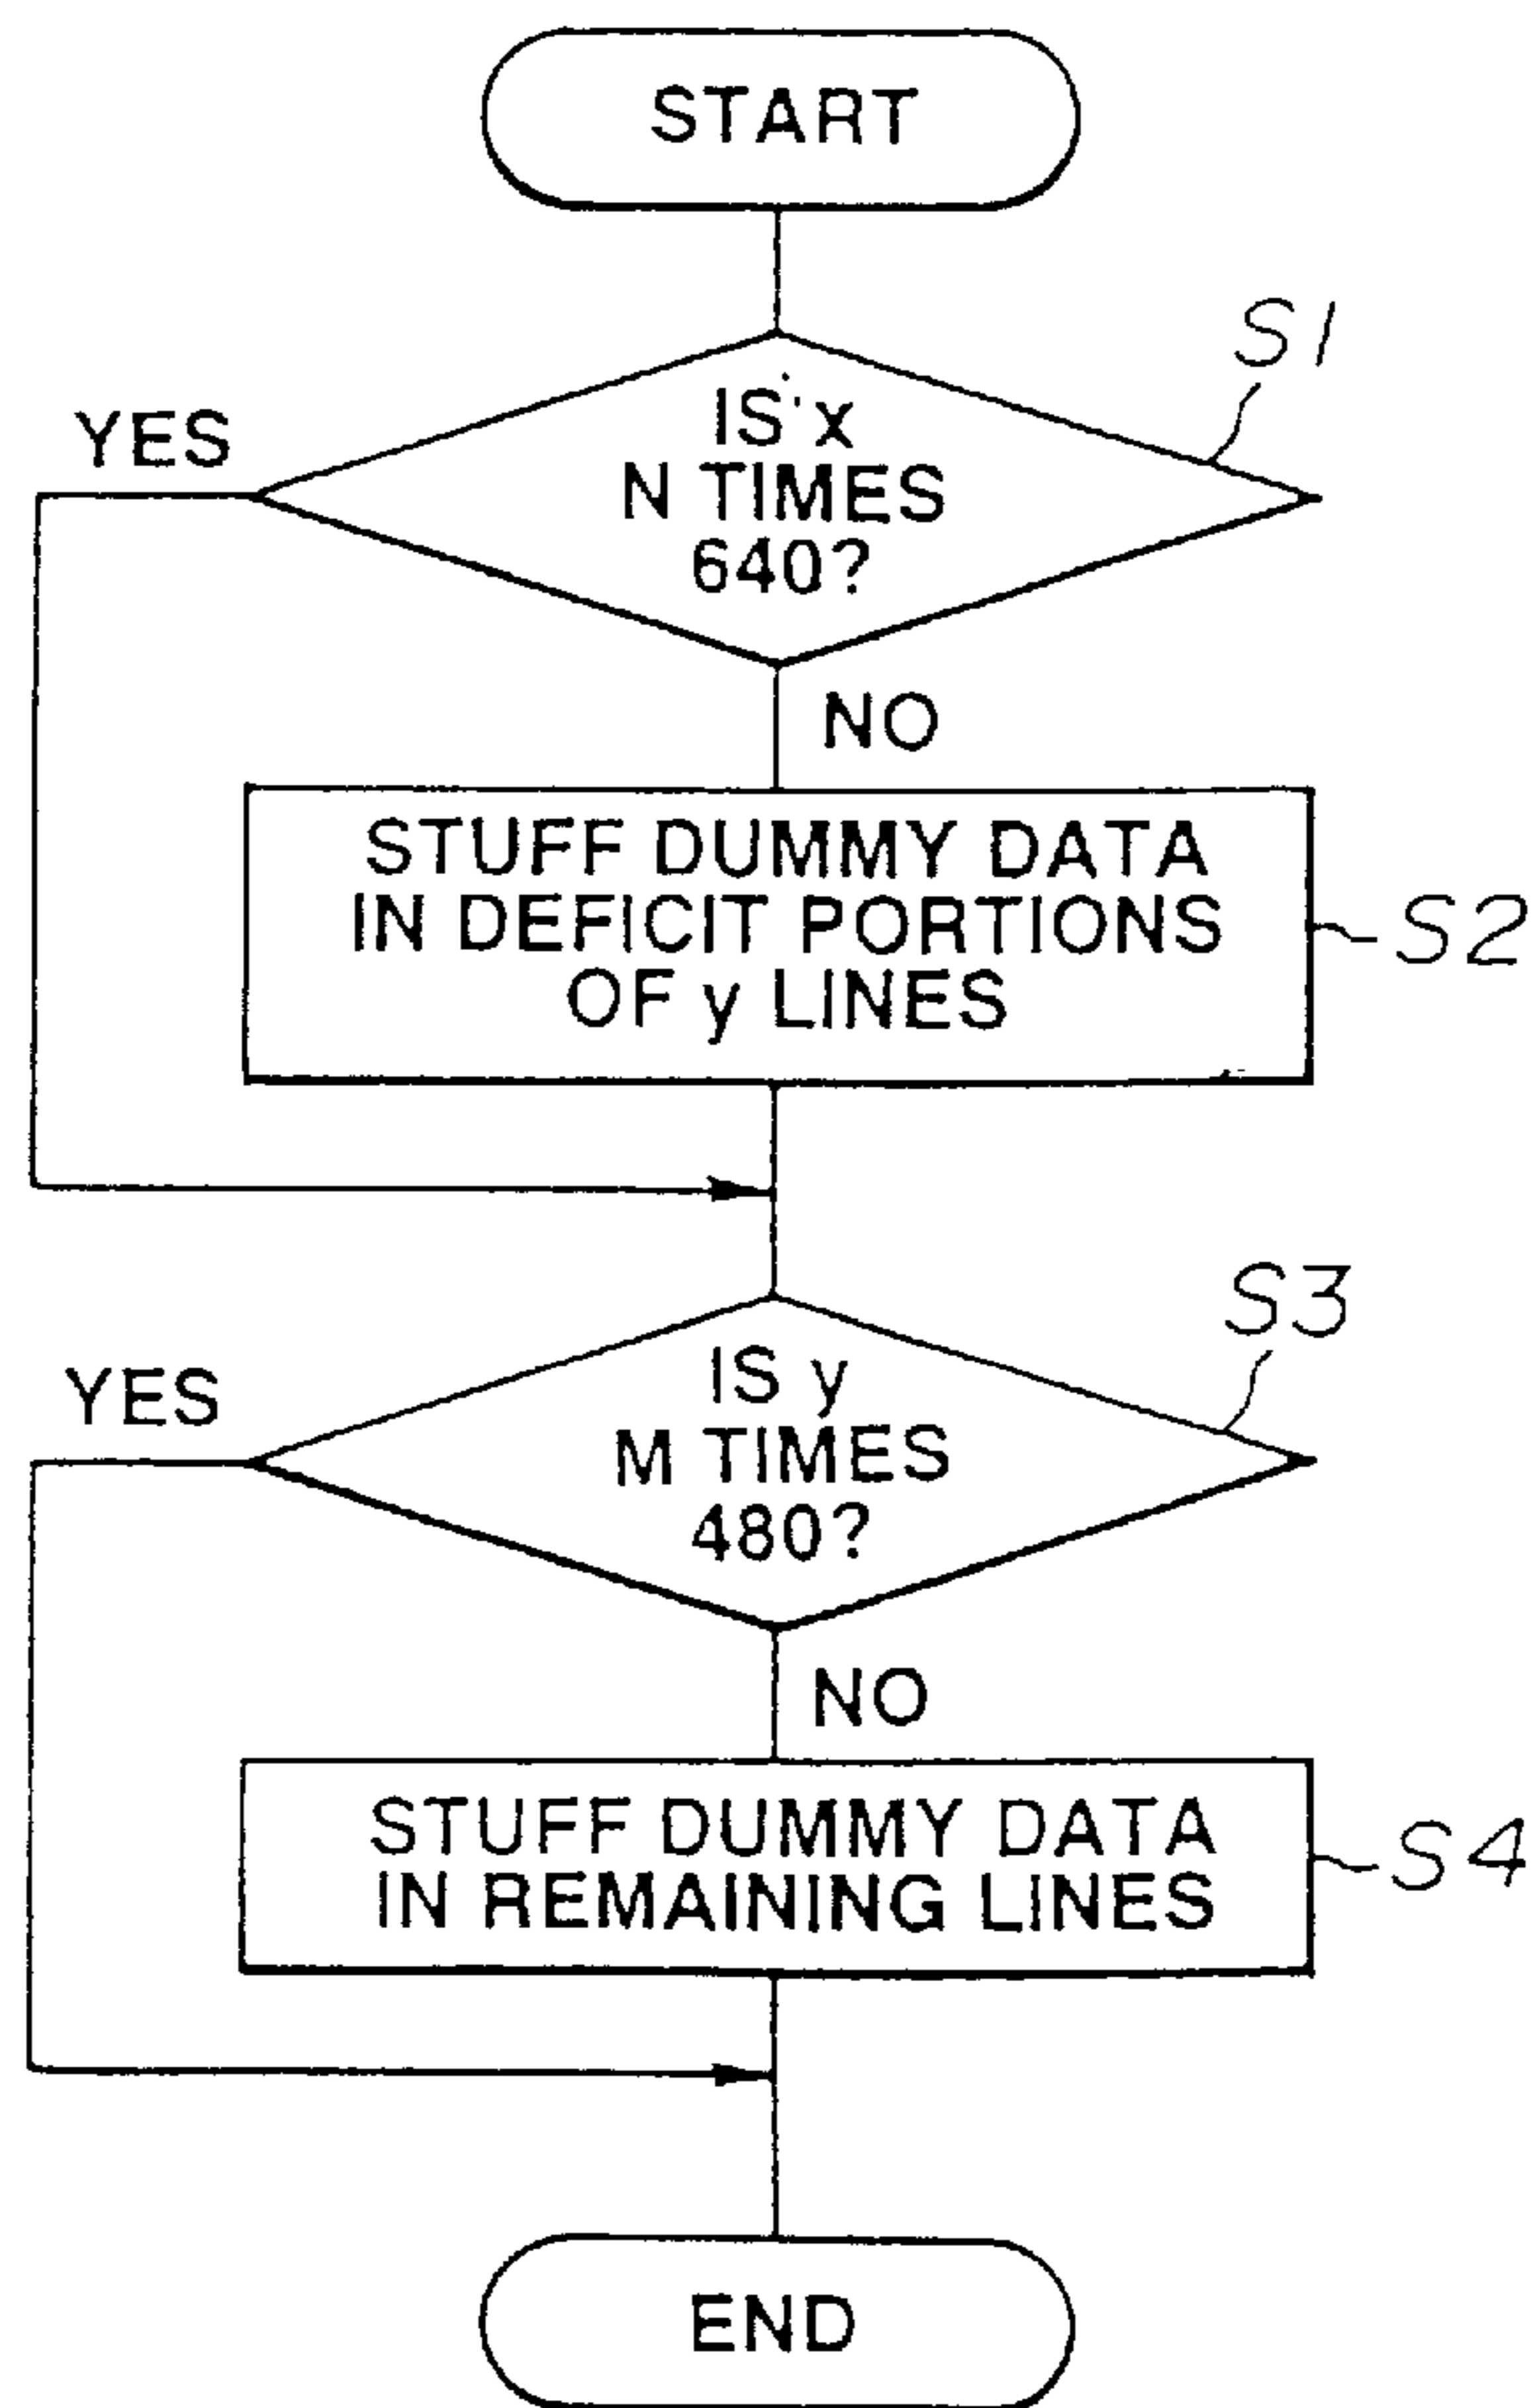 START
S1
IS x
N TIMES
640?
YES
NO
STUFF DUMMY DATA
IN DEFICIT PORTIONS
OF y LINES
S2
S3
IS y
M TIMES
480?
YES
NO
STUFF DUMMY DATA
IN REMAINING LINES
S4
END